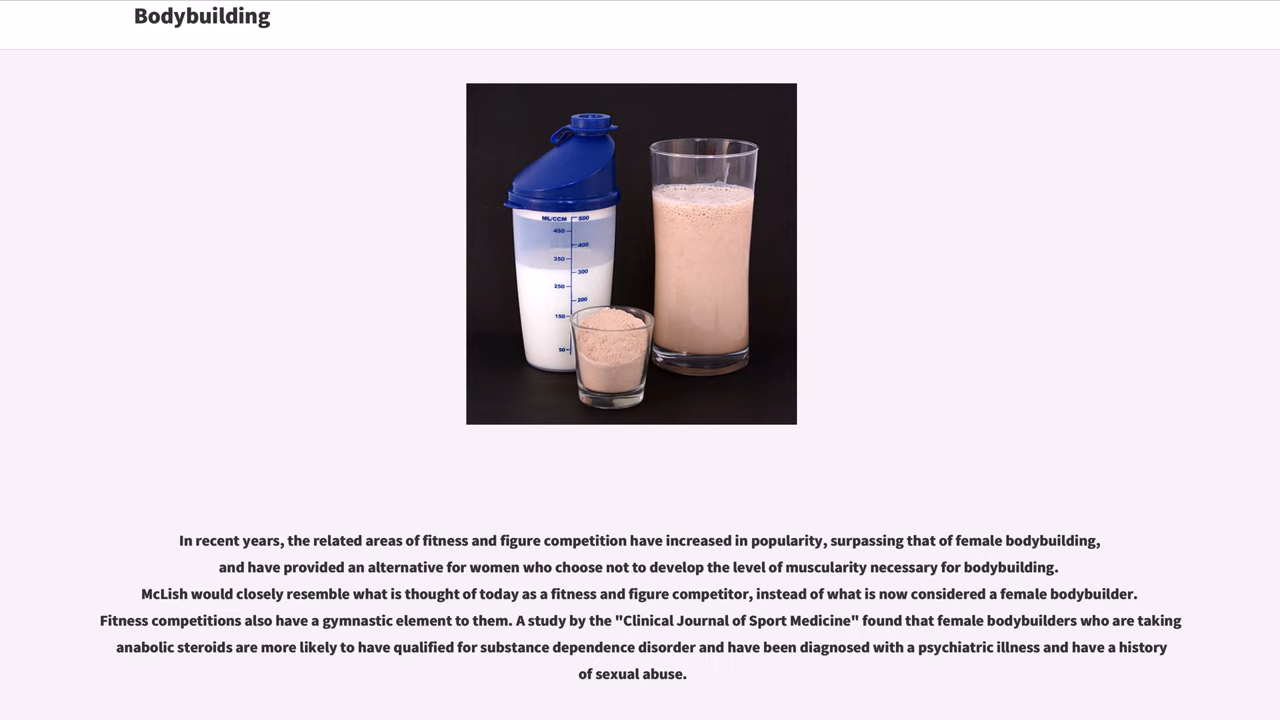 Bodybuilding
ML/CCM 500
450
400
350
300
250
200
150
50
In recent years, the related areas of fitness and figure competition have increased in popularity, surpassing that of female bodybuilding,
and have provided an alternative for women who choose not to develop the level of muscularity necessary for bodybuilding.
McLish would closely resemble what is thought of today as a fitness and figure competitor, instead of what is now considered a female bodybuilder.
Fitness competitions also have a gymnastic element to them. A study by the "Clinical Journal of Sport Medicine" found that female bodybuilders who are taking
anabolic steroids are more likely to have qualified for substance dependence disorder and have been diagnosed with a psychiatric illness and have a history
of sexual abuse.